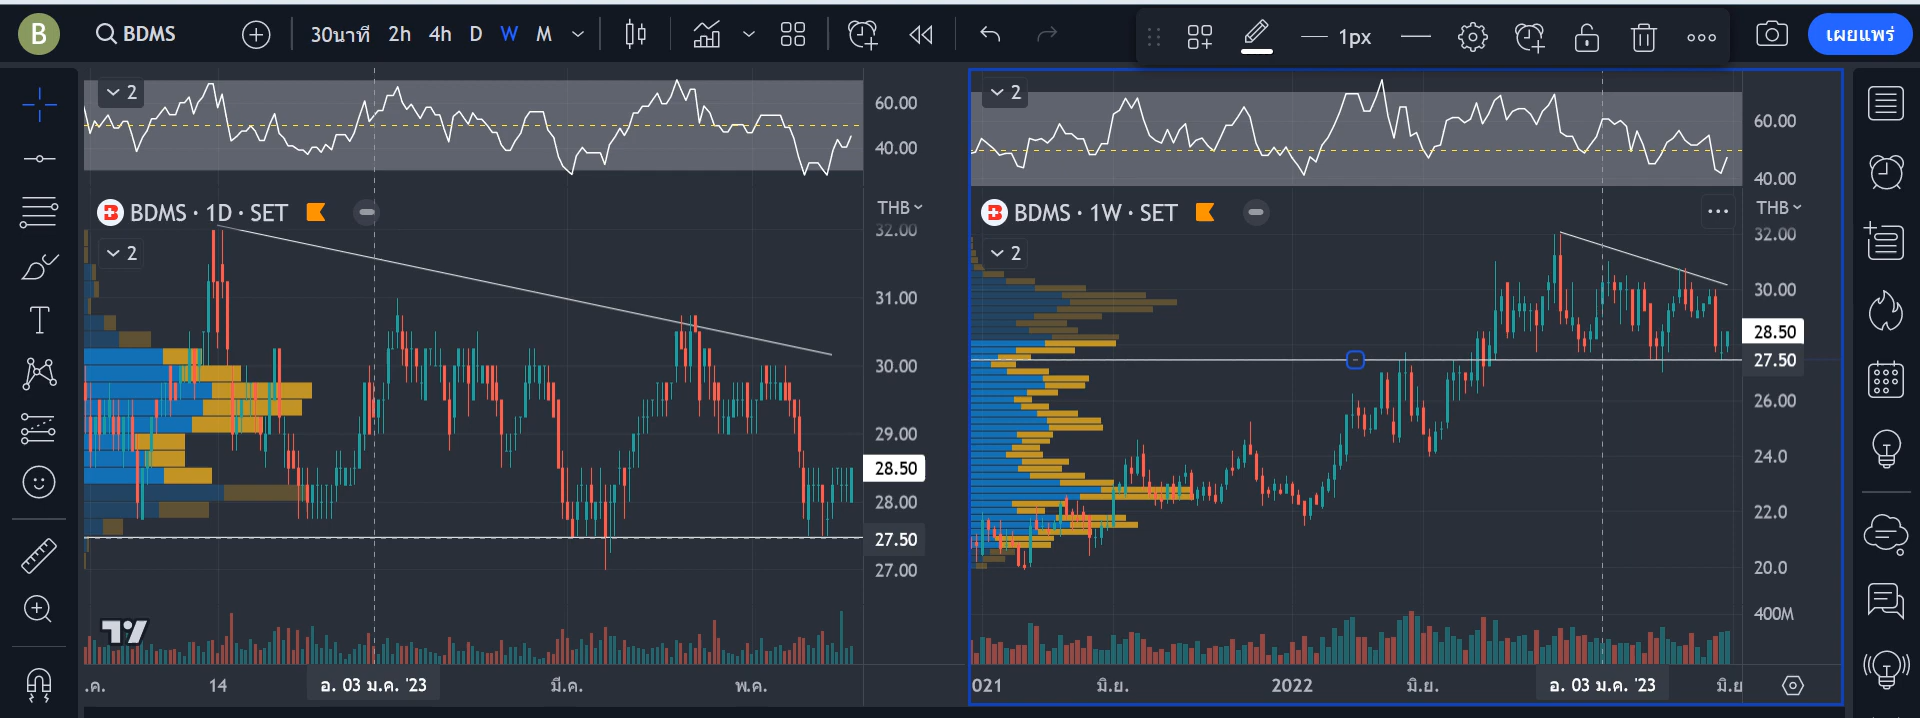 B
BDMS
30นาที
2h
4h
D
W
M
1px
เผยแพร่
2
60.00
40.00
BDMS · 1D · SET
THB
32.00
2
31.00
30.00
29.00
28.50
28.00
27.50
27.00
.ค.
14
อ. 03 ม.ค. '23
มี.ค.
พ.ค.
2
60.00
40.00
BDMS · 1W · SET
THB
32.00
2
30.00
28.50
27.50
26.00
24.0
22.0
20.0
400M
021
มิ.ย.
2022
มิ.ย.
อ. 03 ม.ค. '23
มิ.ย